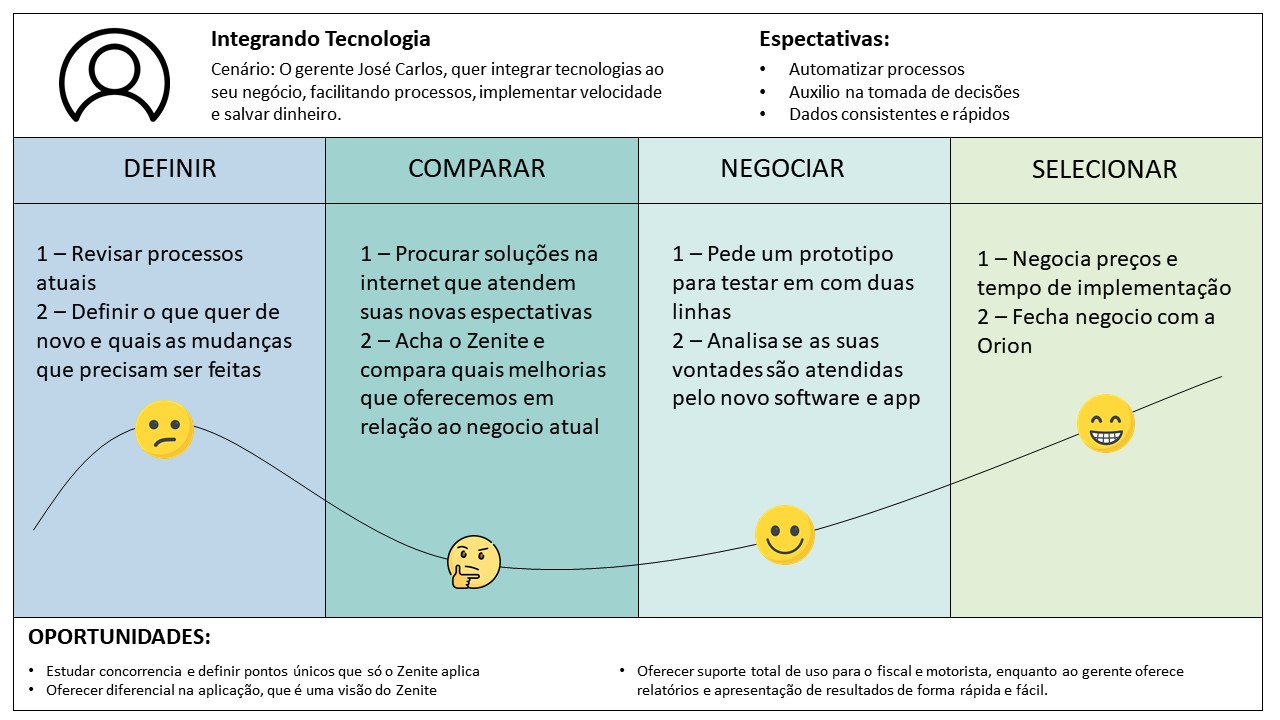 Integrando Tecnologia
Cenário: O gerente José Carlos, quer integrar tecnologias ao
seu negócio, facilitando processos, implementar velocidade
e salvar dinheiro.
Espectativas:
• Automatizar processos
• Auxilio na tomada de decisões
• Dados consistentes e rápidos
DEFINIR
COMPARAR
NEGOCIAR
SELECIONAR
1 – Revisar processos
atuais
2 – Definir o que quer de
novo e quais as mudanças
que precisam ser feitas
1 – Procurar soluções na
internet que atendem
suas novas espectativas
2 – Acha o Zenite e
compara quais melhorias
que oferecemos em
relação ao negocio atual
1 – Pede um prototipo
para testar em com duas
linhas
2 – Analisa se as suas
vontades são atendidas
pelo novo software e app
1 – Negocia preços e
tempo de implementação
2 – Fecha negocio com a
Orion
OPORTUNIDADES:
• Estudar concorrencia e definir pontos únicos que só o Zenite aplica
• Oferecer diferencial na aplicação, que é uma visão do Zenite
• Oferecer suporte total de uso para o fiscal e motorista, enquanto ao gerente oferece
relatórios e apresentação de resultados de forma rápida e fácil.